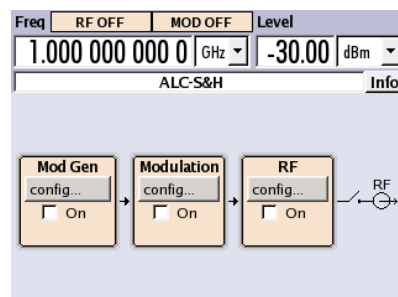 Freq RF OFF MOD OFF Level
1.000 000 000 0 GHz -30.00 dBm
ALC-S&H Info
Mod Gen Modulation RF
config... config... config... RF
On On On